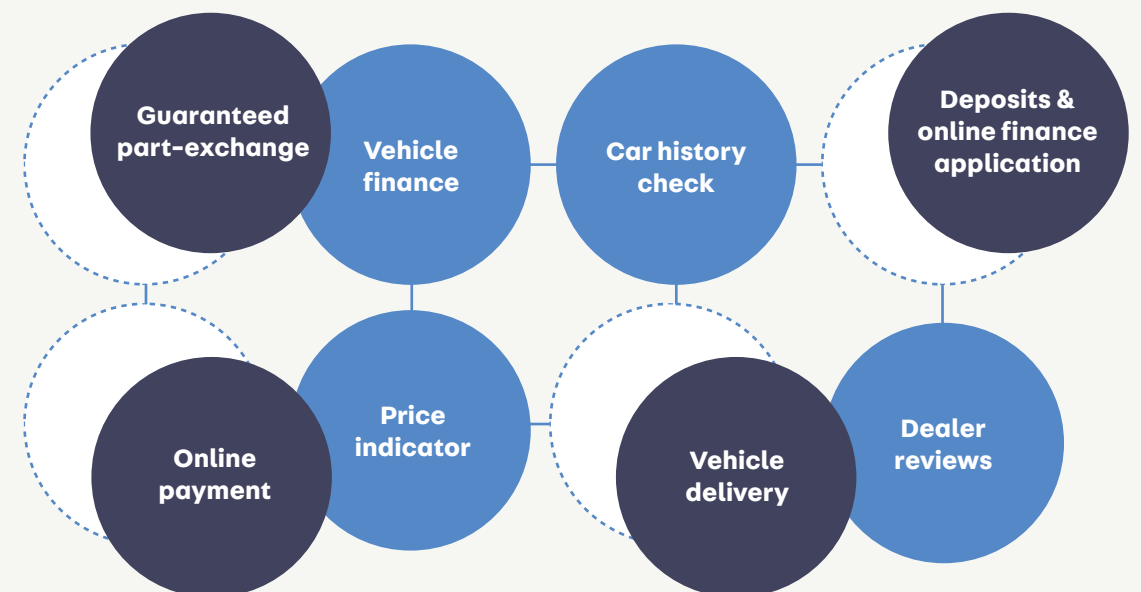 Guaranteed
part-exchange
Vehicle
finance
Car history
check
Deposits &
online finance
application
Online
payment
Price
indicator
Vehicle
delivery
Dealer
reviews